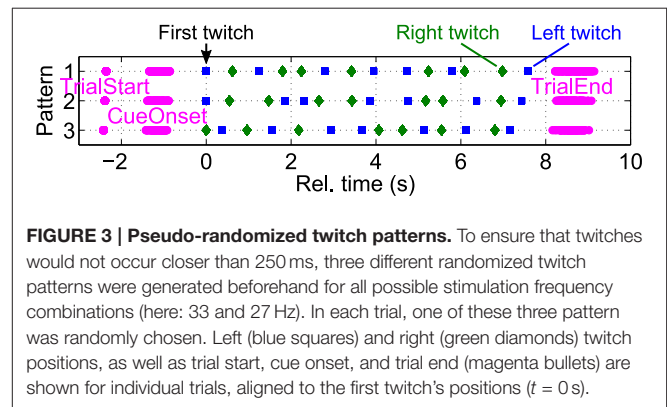 First twitch Right twitch Left twitch
Pattern
1
TrialStart TrialEnd
2
CueOnset
3
−2 0 2 4 6 8 10
Rel. time (s)
FIGURE 3 | Pseudo-randomized twitch patterns. To ensure that twitches
would not occur closer than 250 ms, three different randomized twitch
patterns were generated beforehand for all possible stimulation frequency
combinations (here: 33 and 27 Hz). In each trial, one of these three pattern
was randomly chosen. Left (blue squares) and right (green diamonds) twitch
positions, as well as trial start, cue onset, and trial end (magenta bullets) are
shown for individual trials, aligned to the first twitch's positions (t = 0 s).